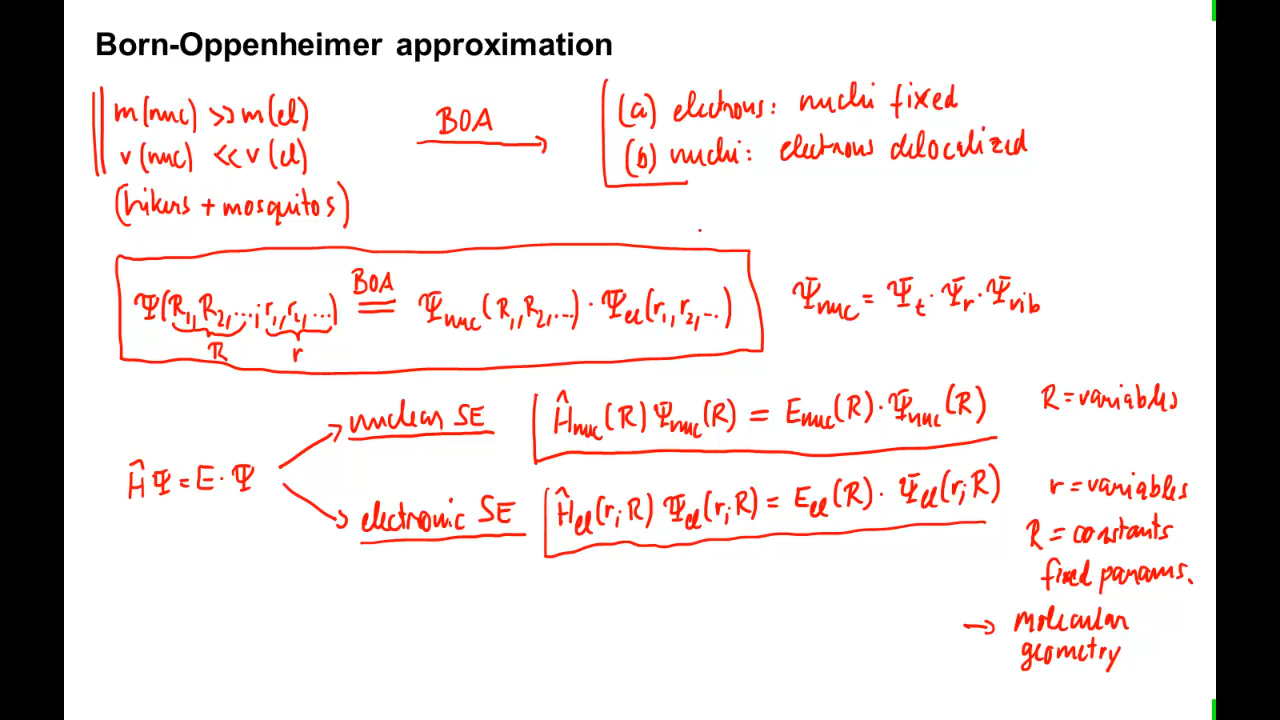 Born-Oppenheimer approximation
m(nuc) >> m(el)
v(nuc) << v(el)
(hikers + mosquitos)
BOA
(a) electrons: nuclei fixed
(b) nuclei: electrons delocalized
Ψ(R₁, R₂, ...; r₁, r₂, ...) = Ψnuc(R₁, R₂, ...) · Ψel(r₁, r₂, ..)
BOA
R r
Ψnuc = Ψt · Ψr · Ψvib
ĤΨ = E · Ψ
nuclear SE
Ĥnuc(R) Ψnuc(R) = Enuc(R) · Ψnuc(R)
R = variables
electronic SE
Ĥel(r; R) Ψel(r; R) = Eel(R) · Ψel(r; R)
r = variables
R = constants
fixed params.
→ molecular
geometry